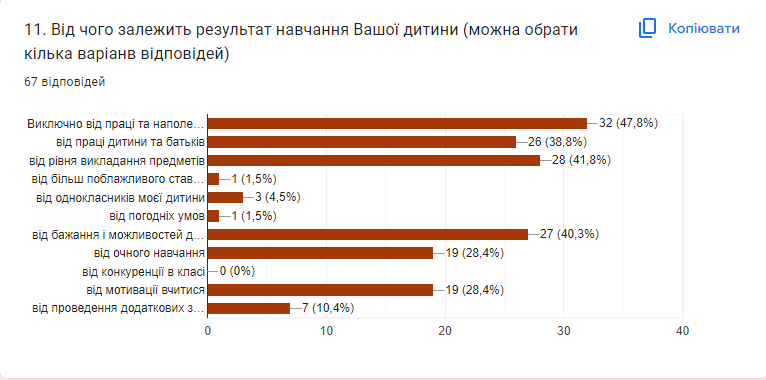 11. Від чого залежить результат навчання Вашої дитини (можна обрати
кілька варіанв відповідей)
Копіювати
67 відповідей
Виключно від праці та наполе...
32 (47,8%)
від праці дитини та батьків
26 (38,8%)
від рівня викладання предметів
28 (41,8%)
від більш поблажливого став...
1 (1,5%)
від однокласників моєї дитини
3 (4,5%)
від погодніх умов
1 (1,5%)
від бажання і можливостей д...
27 (40,3%)
від очного навчання
19 (28,4%)
від конкуренції в класі
0 (0%)
від мотивації вчитися
19 (28,4%)
від проведення додаткових з...
7 (10,4%)
0 10 20 30 40